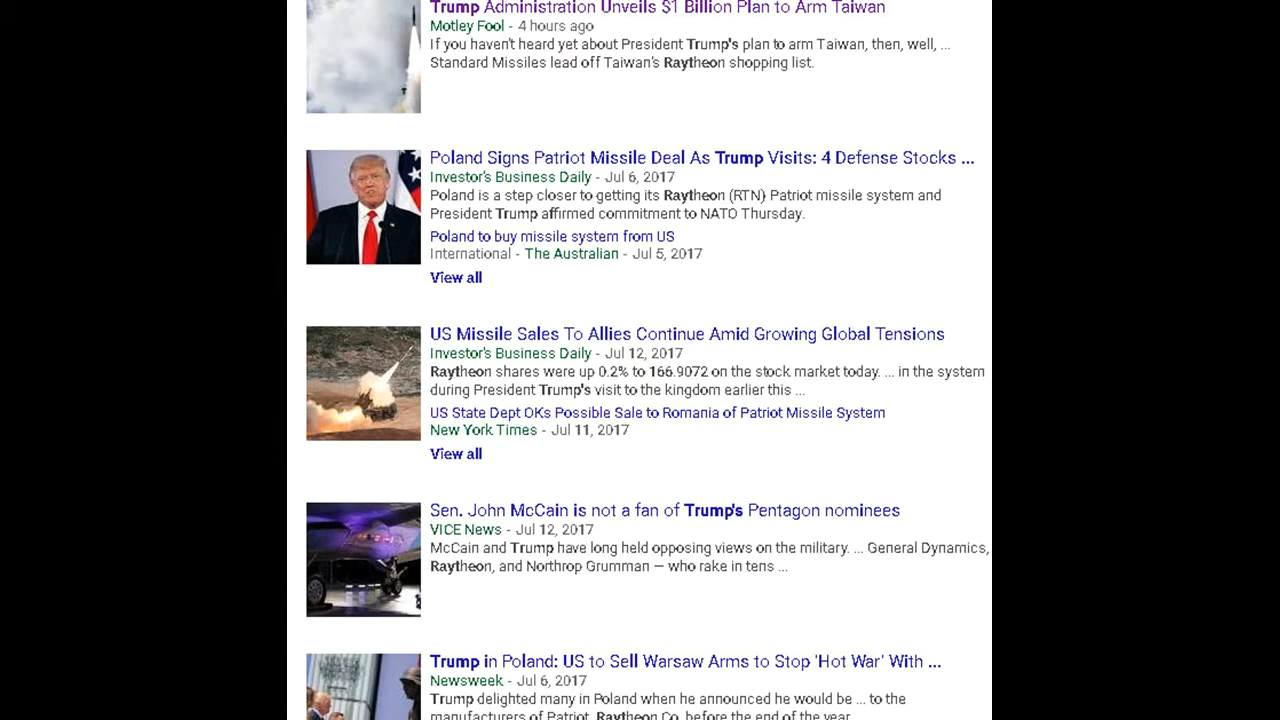 Trump Administration Unveils $1 Billion Plan to Arm Taiwan
Motley Fool - 4 hours ago
If you haven't heard yet about President Trump's plan to arm Taiwan, then, well, ...
Standard Missiles lead off Taiwan's Raytheon shopping list.
Poland Signs Patriot Missile Deal As Trump Visits: 4 Defense Stocks ...
Investor's Business Daily - Jul 6, 2017
Poland is a step closer to getting its Raytheon (RTN) Patriot missile system and
President Trump affirmed commitment to NATO Thursday.
Poland to buy missile system from US
International - The Australian - Jul 5, 2017
View all
US Missile Sales To Allies Continue Amid Growing Global Tensions
Investor's Business Daily - Jul 12, 2017
Raytheon shares were up 0.2% to 166.9072 on the stock market today. ... in the system
during President Trump's visit to the kingdom earlier this ...
US State Dept OKs Possible Sale to Romania of Patriot Missile System
New York Times - Jul 11, 2017
View all
Sen. John McCain is not a fan of Trump's Pentagon nominees
VICE News - Jul 12, 2017
McCain and Trump have long held opposing views on the military. ... General Dynamics,
Raytheon, and Northrop Grumman — who rake in tens ...
Trump in Poland: US to Sell Warsaw Arms to Stop 'Hot War' With ...
Newsweek - Jul 6, 2017
Trump delighted many in Poland when he announced he would be ... to the
manufacturers of Patriot, Raytheon Co, before the end of the year